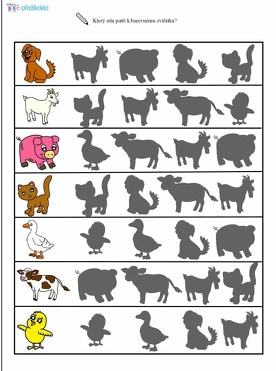 e-předškoláci
Který stín patří k barevnému zvířátku?